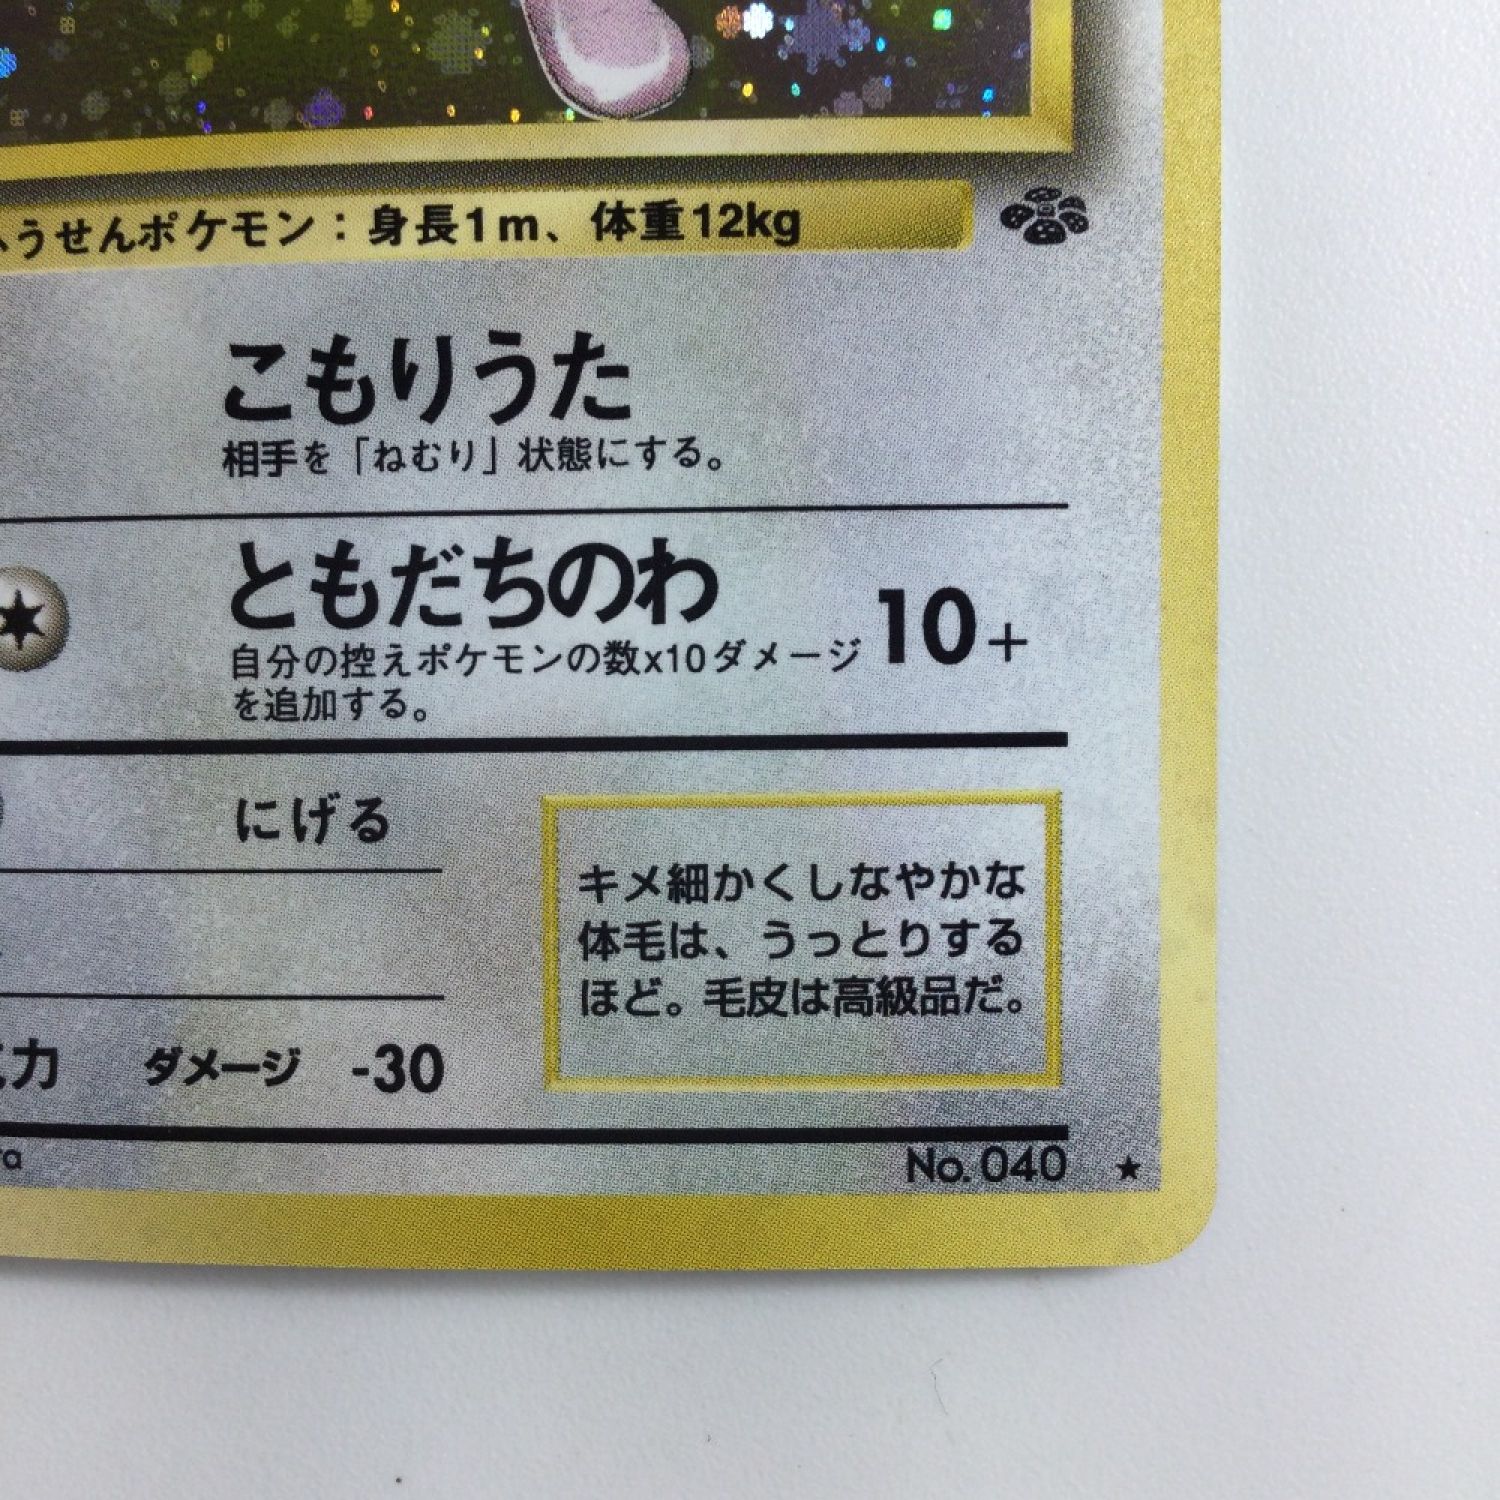 うせんポケモン：身長1m、体重12kg
こもりうた
相手を「ねむり」状態にする。
ともだちのわ 10+
自分の控えポケモンの数x10ダメージ
を追加する。
にげる
キメ細かくしなやかな
体毛は、うっとりする
ほど。毛皮は高級品だ。
力 ダメージ -30
No.040 ★